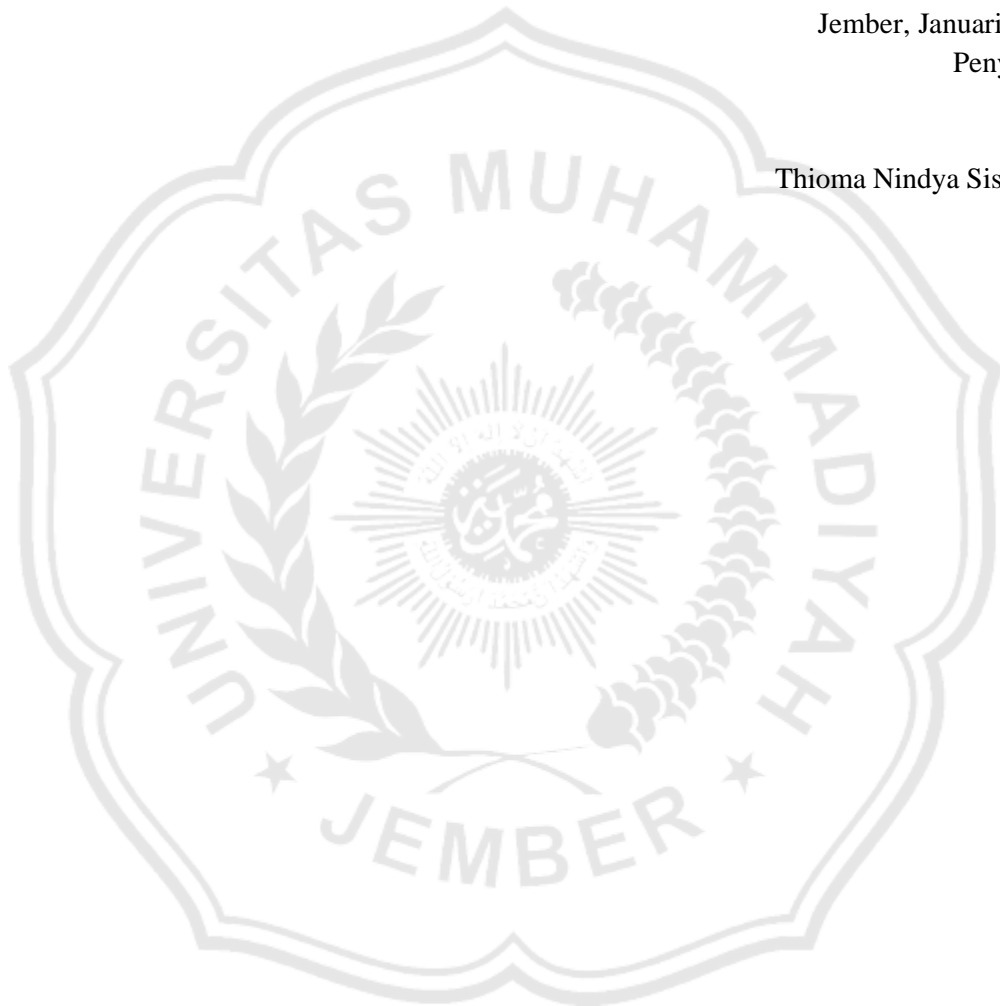 Jember, Januari
Peny
Thioma Nindya Sis
UNIVERSITAS MUHAMMADIYAH
JEMBER